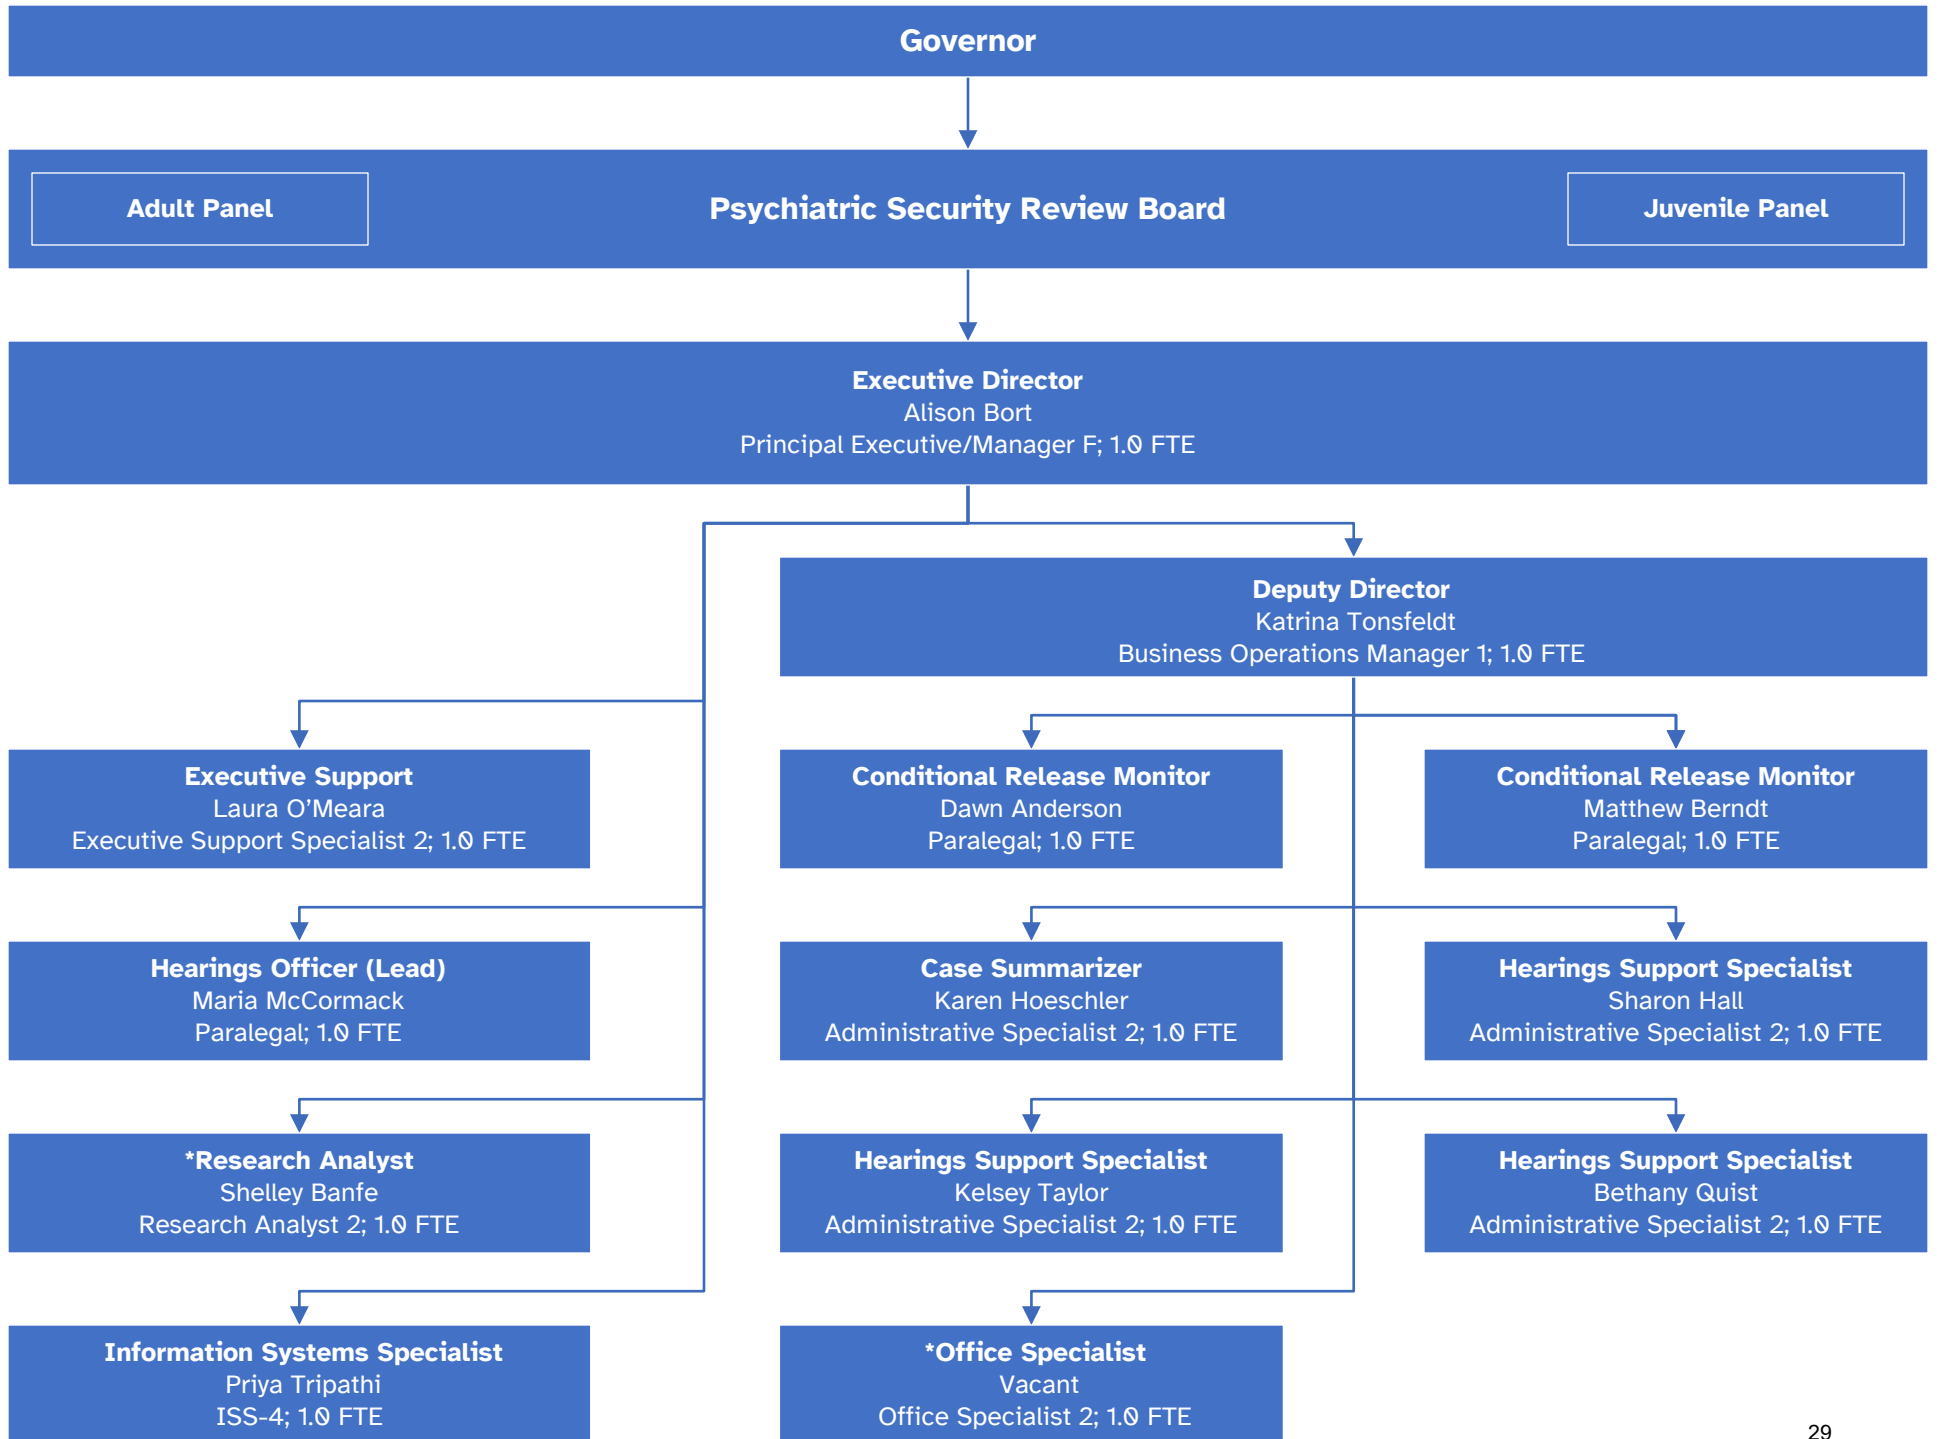 Governor
Adult Panel
Psychiatric Security Review Board
Juvenile Panel
Executive Director
Alison Bort
Principal Executive/Manager F; 1.0 FTE
Deputy Director
Katrina Tonsfeldt
Business Operations Manager 1; 1.0 FTE
Executive Support
Laura O’Meara
Executive Support Specialist 2; 1.0 FTE
Conditional Release Monitor
Dawn Anderson
Paralegal; 1.0 FTE
Conditional Release Monitor
Matthew Berndt
Paralegal; 1.0 FTE
Hearings Officer (Lead)
Maria McCormack
Paralegal; 1.0 FTE
Case Summarizer
Karen Hoeschler
Administrative Specialist 2; 1.0 FTE
Hearings Support Specialist
Sharon Hall
Administrative Specialist 2; 1.0 FTE
*Research Analyst
Shelley Banfe
Research Analyst 2; 1.0 FTE
Hearings Support Specialist
Kelsey Taylor
Administrative Specialist 2; 1.0 FTE
Hearings Support Specialist
Bethany Quist
Administrative Specialist 2; 1.0 FTE
Information Systems Specialist
Priya Tripathi
ISS-4; 1.0 FTE
*Office Specialist
Vacant
Office Specialist 2; 1.0 FTE
29